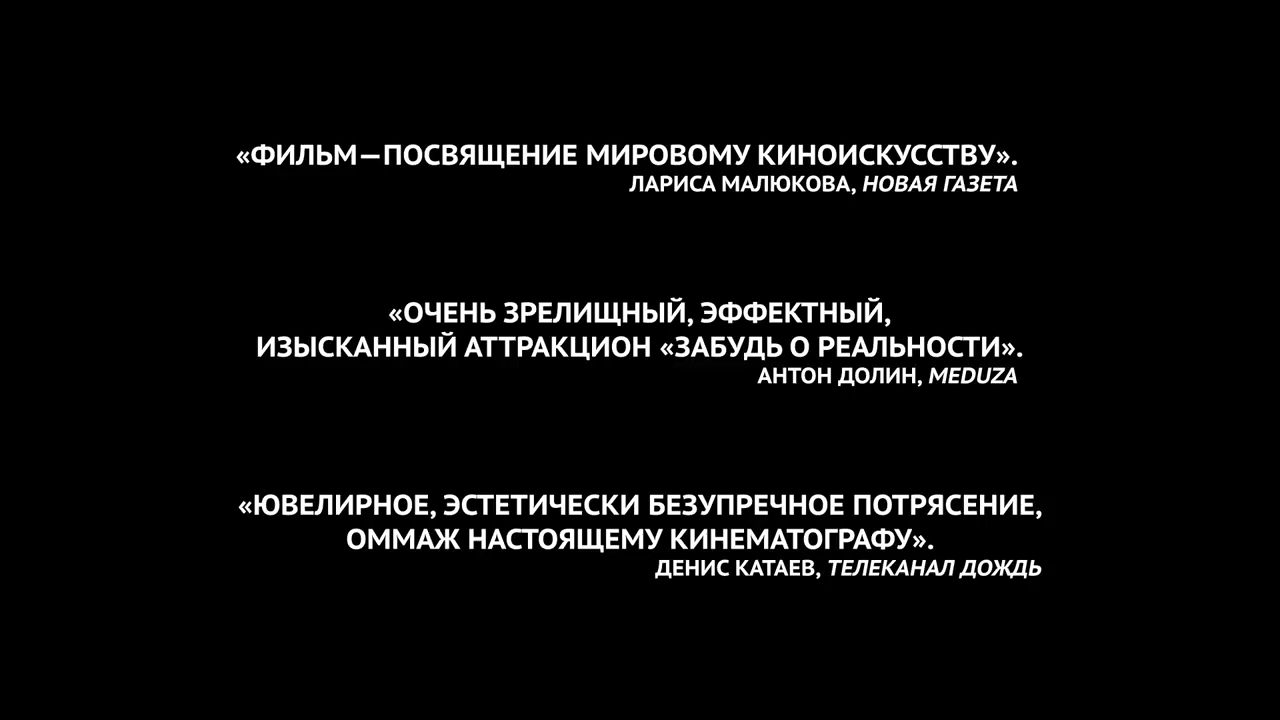 «ФИЛЬМ—ПОСВЯЩЕНИЕ МИРОВОМУ КИНОИСКУССТВУ».
ЛАРИСА МАЛЮКОВА, НОВАЯ ГАЗЕТА
«ОЧЕНЬ ЗРЕЛИЩНЫЙ, ЭФФЕКТНЫЙ,
ИЗЫСКАННЫЙ АТТРАКЦИОН «ЗАБУДЬ О РЕАЛЬНОСТИ».
АНТОН ДОЛИН, MEDUZA
«ЮВЕЛИРНОЕ, ЭСТЕТИЧЕСКИ БЕЗУПРЕЧНОЕ ПОТРЯСЕНИЕ,
ОММАЖ НАСТОЯЩЕМУ КИНЕМАТОГРАФУ».
ДЕНИС КАТАЕВ, ТЕЛЕКАНАЛ ДОЖДЬ